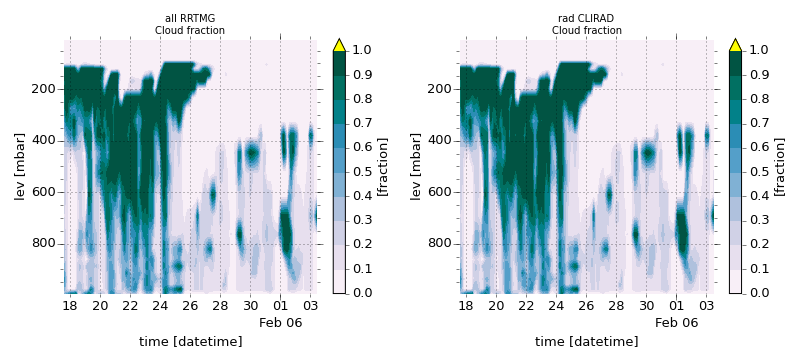 all RRTMG
Cloud fraction
lev [mbar]
200
400
600
800
18 20 22 24 26 28 30 01 03
Feb 06
time [datetime]
1.0
0.9
0.8
0.7
0.6
0.5
0.4
0.3
0.2
0.1
0.0
[fraction]
rad CLIRAD
Cloud fraction
lev [mbar]
200
400
600
800
18 20 22 24 26 28 30 01 03
Feb 06
time [datetime]
1.0
0.9
0.8
0.7
0.6
0.5
0.4
0.3
0.2
0.1
0.0
[fraction]